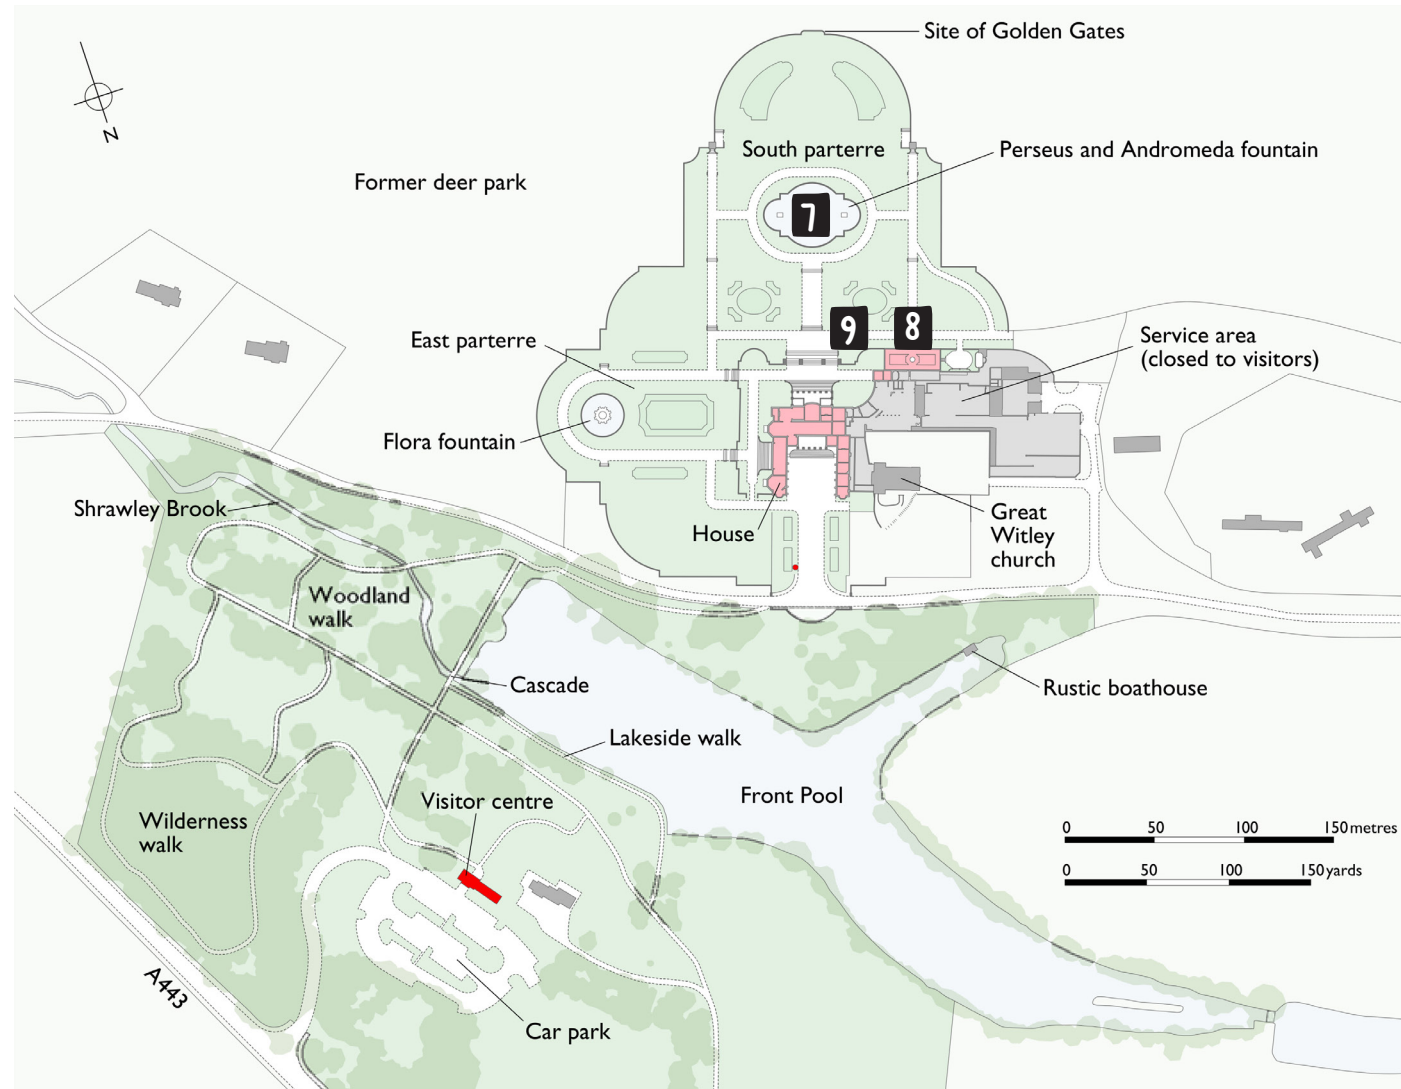 Site of Golden Gates
N
South parterre
Perseus and Andromeda fountain
Former deer park
7
9
8
East parterre
Service area
(closed to visitors)
Flora fountain
Shrawley Brook
House
Great
Witley
church
Woodland
walk
Cascade
Rustic boathouse
Lakeside walk
Front Pool
Visitor centre
Wilderness
walk
0 50 100 150 metres
0 50 100 150 yards
A443
Car park